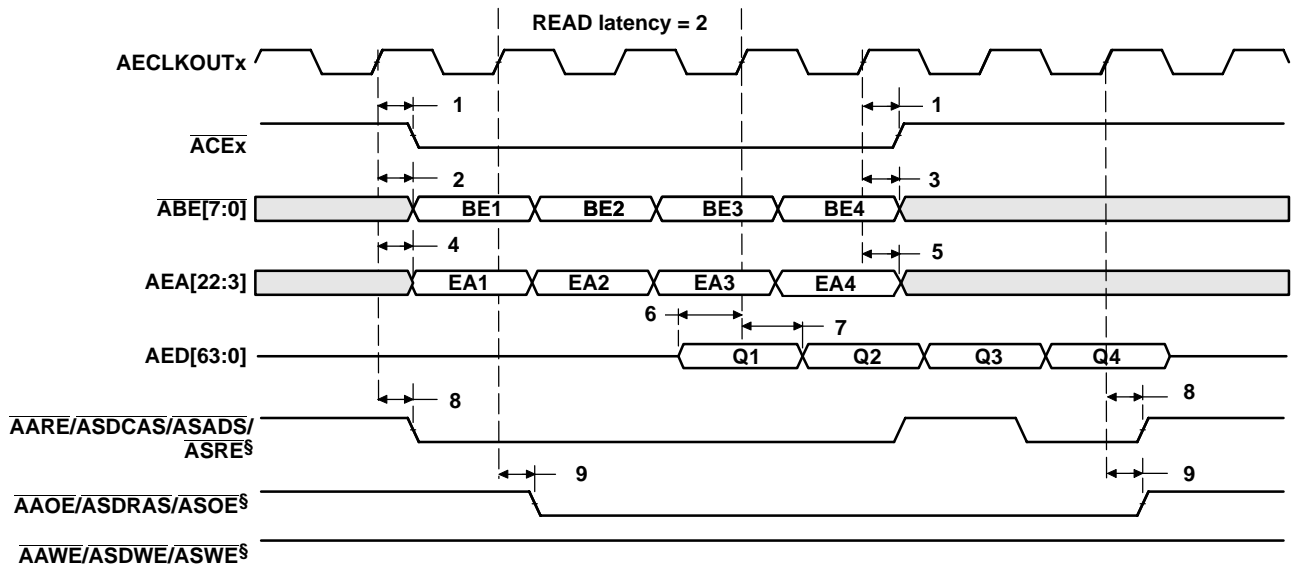 READ latency = 2
AECLKOUTx
1 1
ACEx
2 3
ABE[7:0] BE1 BE2 BE3 BE4
4 5
AEA[22:3] EA1 EA2 EA3 EA4
6 7
AED[63:0] Q1 Q2 Q3 Q4
8 8
AARE/ASDCAS/ASADS/
ASRE§
9 9
AAOE/ASDRAS/ASOE§
AAWE/ASDWE/ASWE§